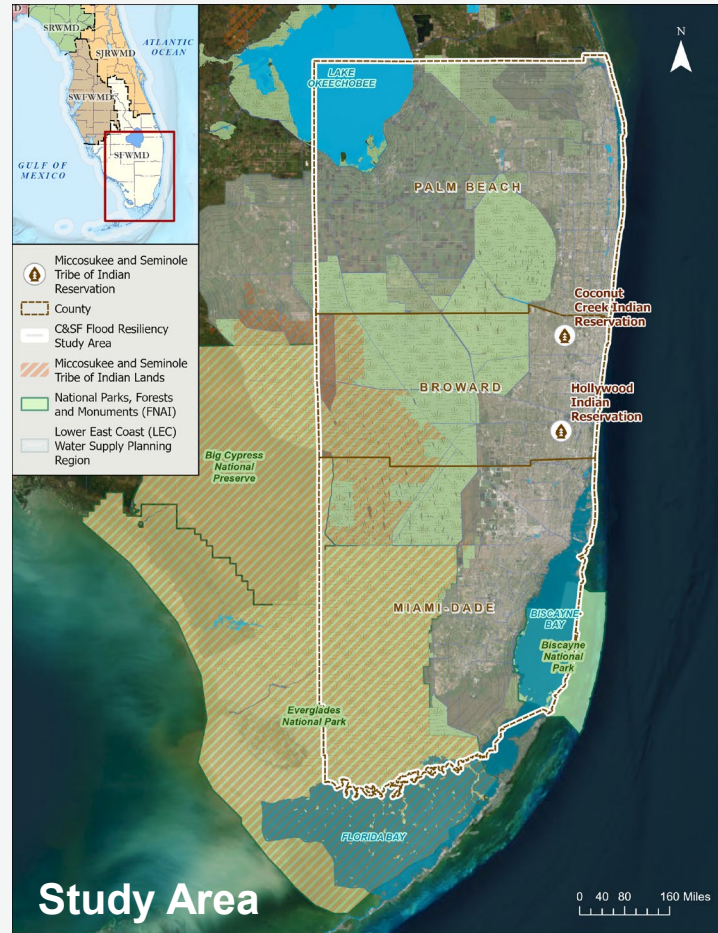 D
SRWMD
SJRWMD
ATLANTIC
OCEAN
SWFWMD
SFWMD
GULF OF
MEXICO
N
Miccosukee and Seminole
Tribe of Indian
Reservation
County
C&SF Flood Resiliency
Study Area
Miccosukee and Seminole
Tribe of Indian Lands
National Parks, Forests
and Monuments (FNAI)
Lower East Coast (LEC)
Water Supply Planning
Region
LAKE
OKEECHOBEE
PALM BEACH
Coconut
Creek Indian
Reservation
BROWARD
Hollywood
Indian
Reservation
Big Cypress
National
Preserve
MIAMI-DADE
BISCAYNE
BAY
Biscayne
National
Park
Everglades
National Park
FLORIDA BAY
Study Area
0 40 80 160 Miles